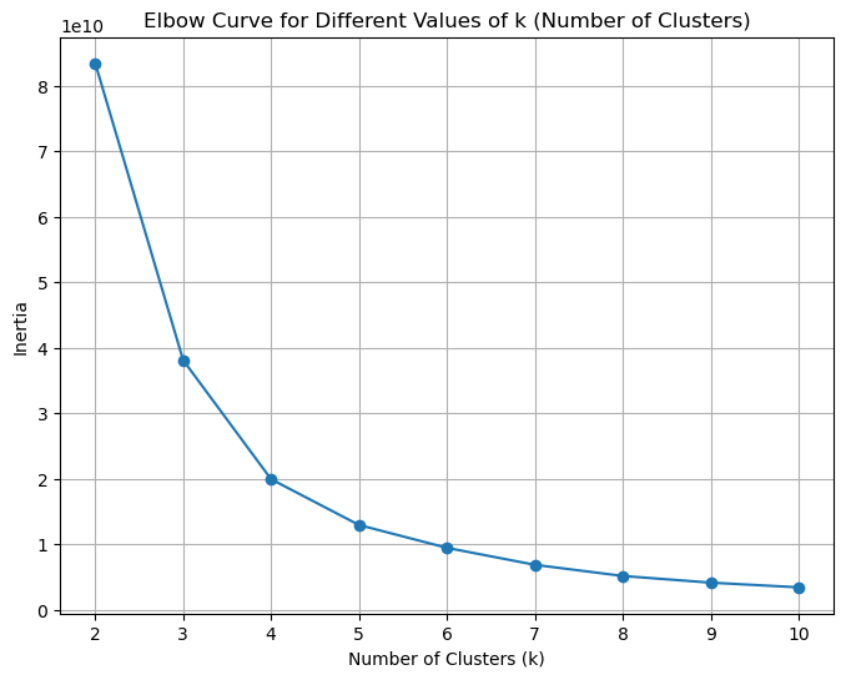 Elbow Curve for Different Values of k (Number of Clusters)
1e10
8
7
6
5
4
3
2
1
0
Inertia
2 3 4 5 6 7 8 9 10
Number of Clusters (k)